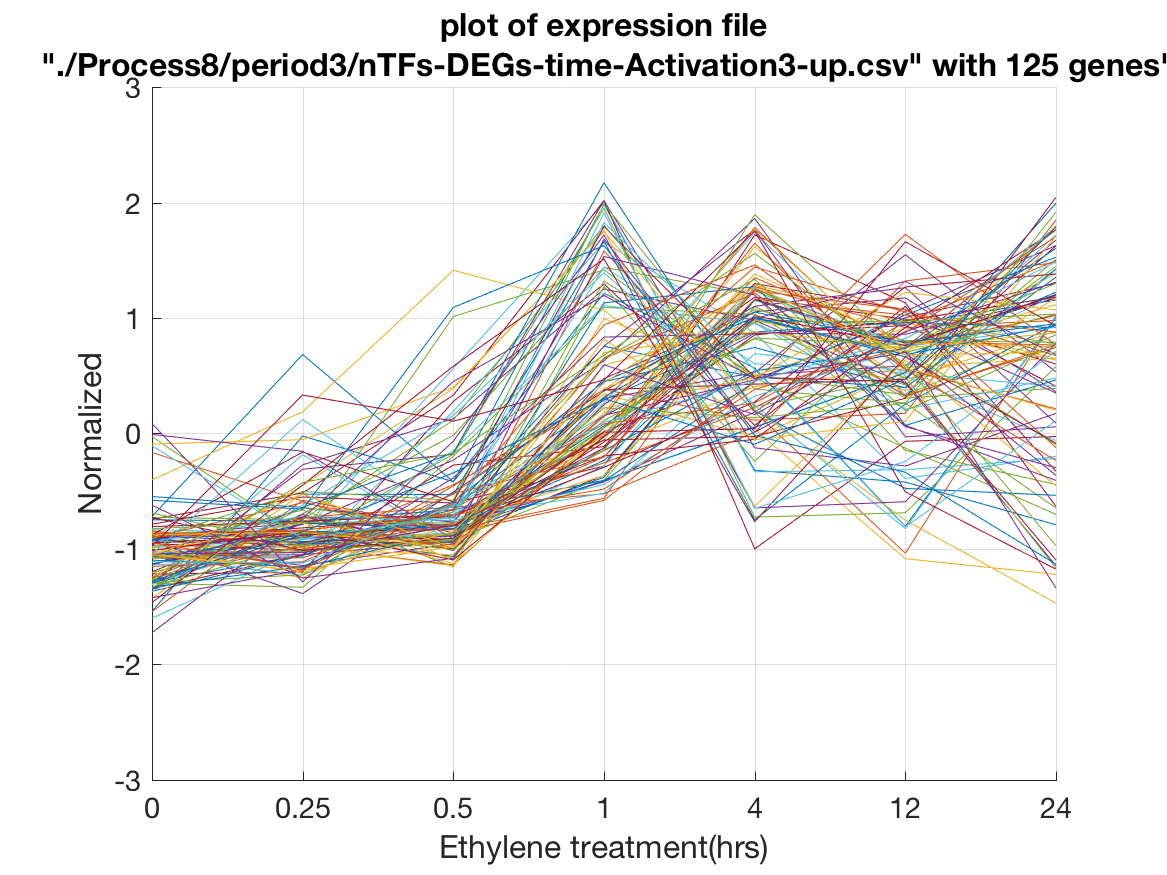 plot of expression file
"./Process8/period3/nTFs-DEGs-time-Activation3-up.csv" with 125 genes'
3
2
1
0
-1
-2
-3
Normalized
0 0.25 0.5 1 4 12 24
Ethylene treatment(hrs)